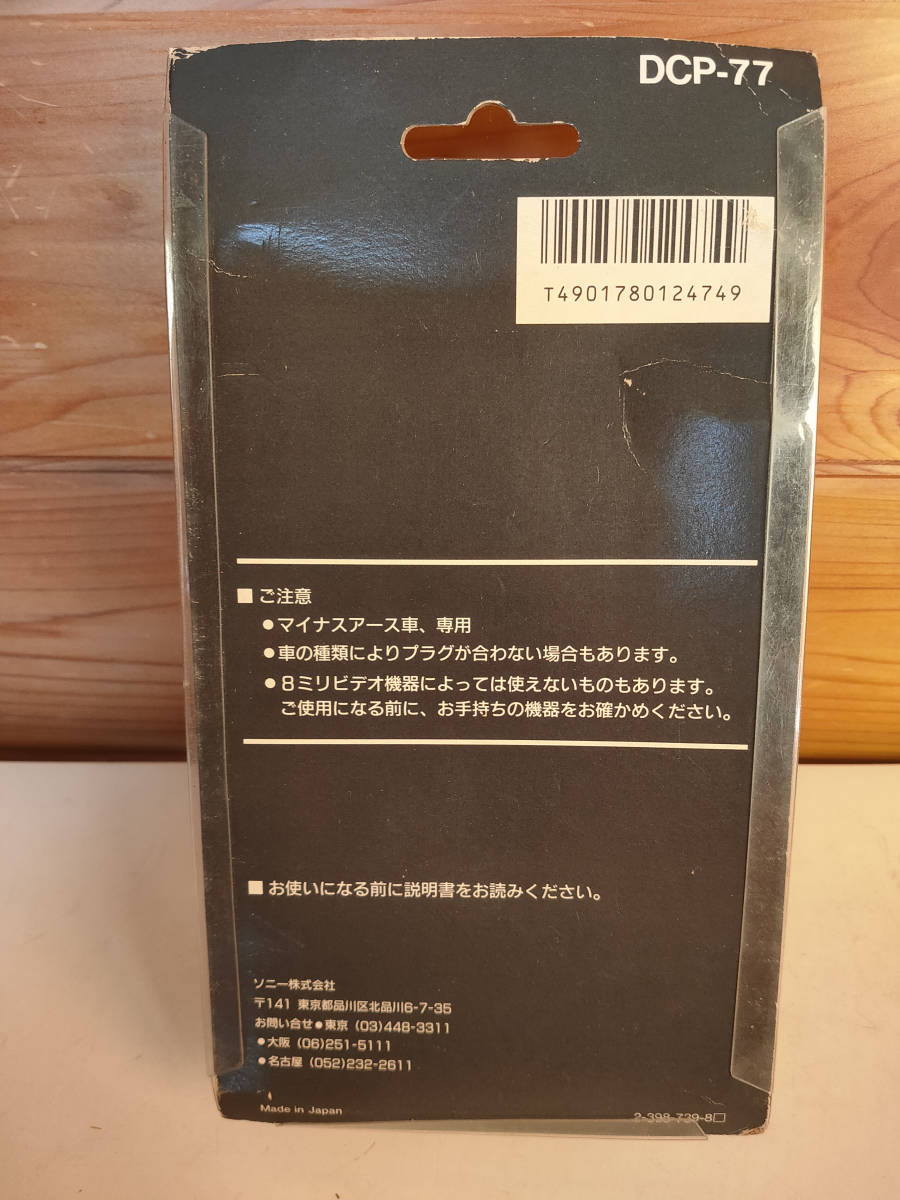 DCP-77
T4901780124749
■ ご注意
●マイナスアース車、専用
●車の種類によりプラグが合わない場合もあります。
●8ミリビデオ機器によっては使えないものもあります。
ご使用になる前に、お手持ちの機器をお確かめください。
■ お使いになる前に説明書をお読みください。
ソニー株式会社
〒141 東京都品川区北品川6-7-35
お問い合せ●東京 (03)448-3311
●大阪 (06)251-5111
●名古屋 (052)232-2611
Made in Japan
2-398-739-8□